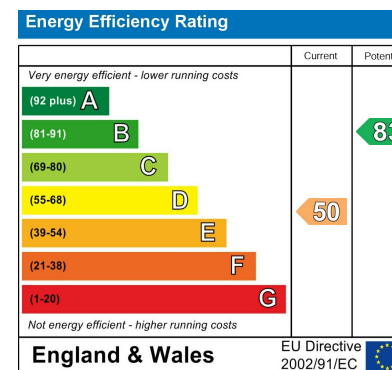 Energy Efficiency Rating
Current
Very energy efficient - lower running costs
(92 plus) A
(81-91) B
83
(69-80) C
(55-68) D
50
(39-54) E
(21-38) F
(1-20) G
Not energy efficient - higher running costs
England & Wales
EU Directive
2002/91/EC